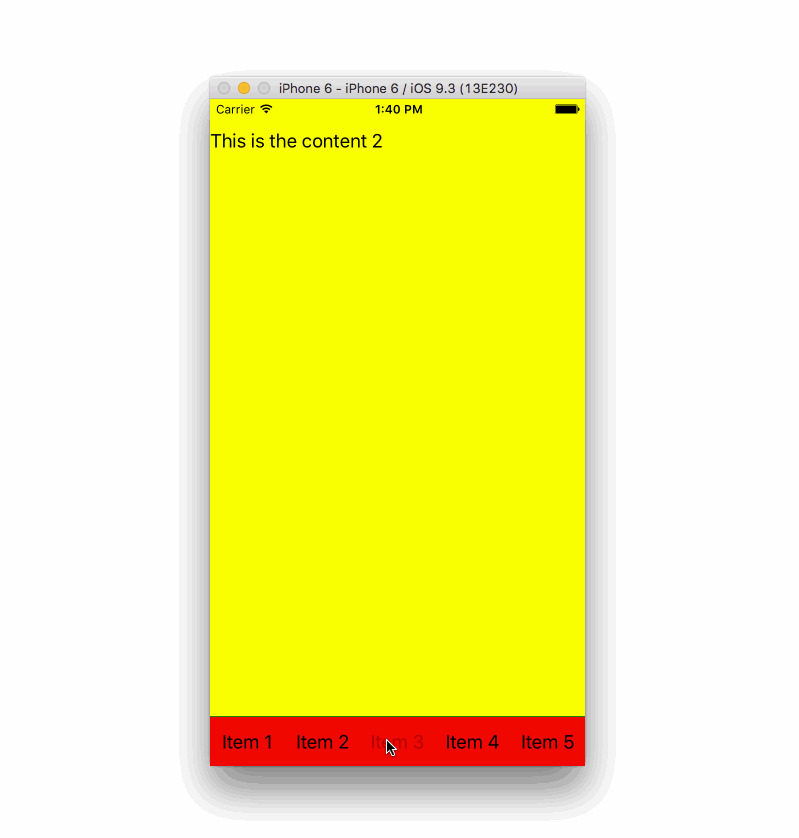 iPhone 6 - iPhone 6 / iOS 9.3 (13E230)
Carrier 1:40 PM
This is the content 2
Item 1 Item 2 Item 3 Item 4 Item 5